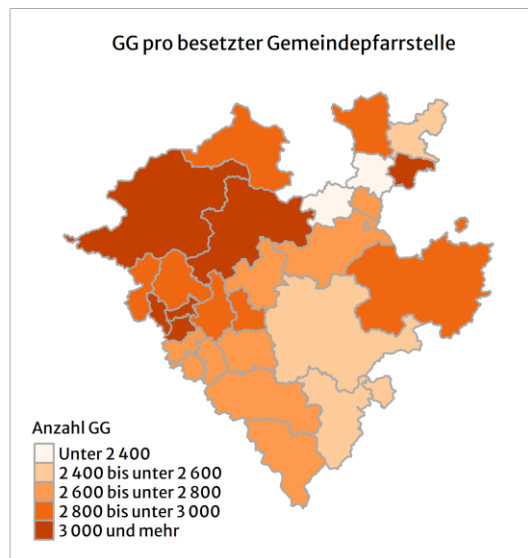 GG pro besetzter Gemeindepfarrstelle
Anzahl GG
Unter 2 400
2 400 bis unter 2 600
2 600 bis unter 2 800
2 800 bis unter 3 000
3 000 und mehr